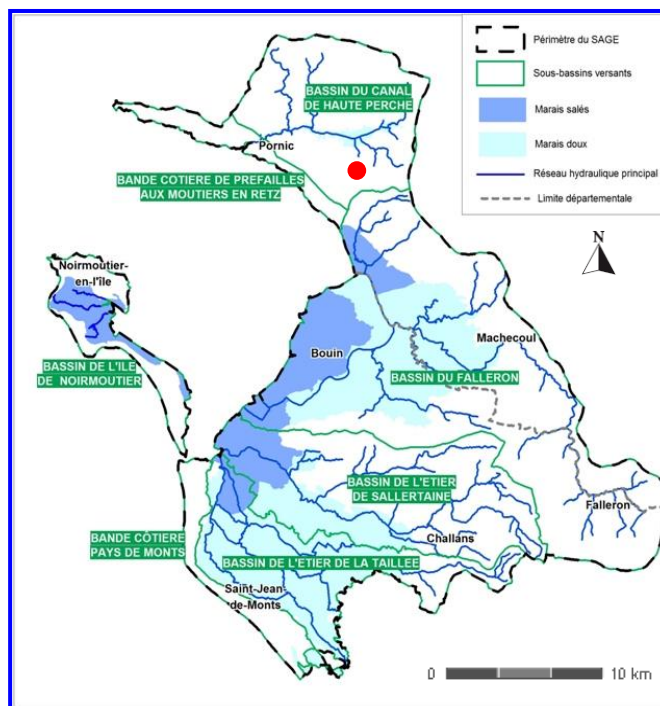 Périmètre du SAGE
Sous-bassins versants
Marais salés
Marais doux
Réseau hydraulique principal
Limite départementale
N
BASSIN DU CANAL
DE HAUTE PERCHE
Pornic
BANDE COTIERE DE PREFAILLES
AUX MOUTIERS EN RETZ
Noirmoutier-
en-l'île
BASSIN DE L'ILE
DE NOIRMOUTIER
Bouin
Machecoul
BASSIN DU FALLERON
BASSIN DE L'ETIER
DE SALLERTAINE
Falleron
Challans
BANDE CÔTIERE
PAYS DE MONTS
BASSIN DE L'ETIER DE LA TAILLEE
Saint-Jean-
de-Monts
0 10 km